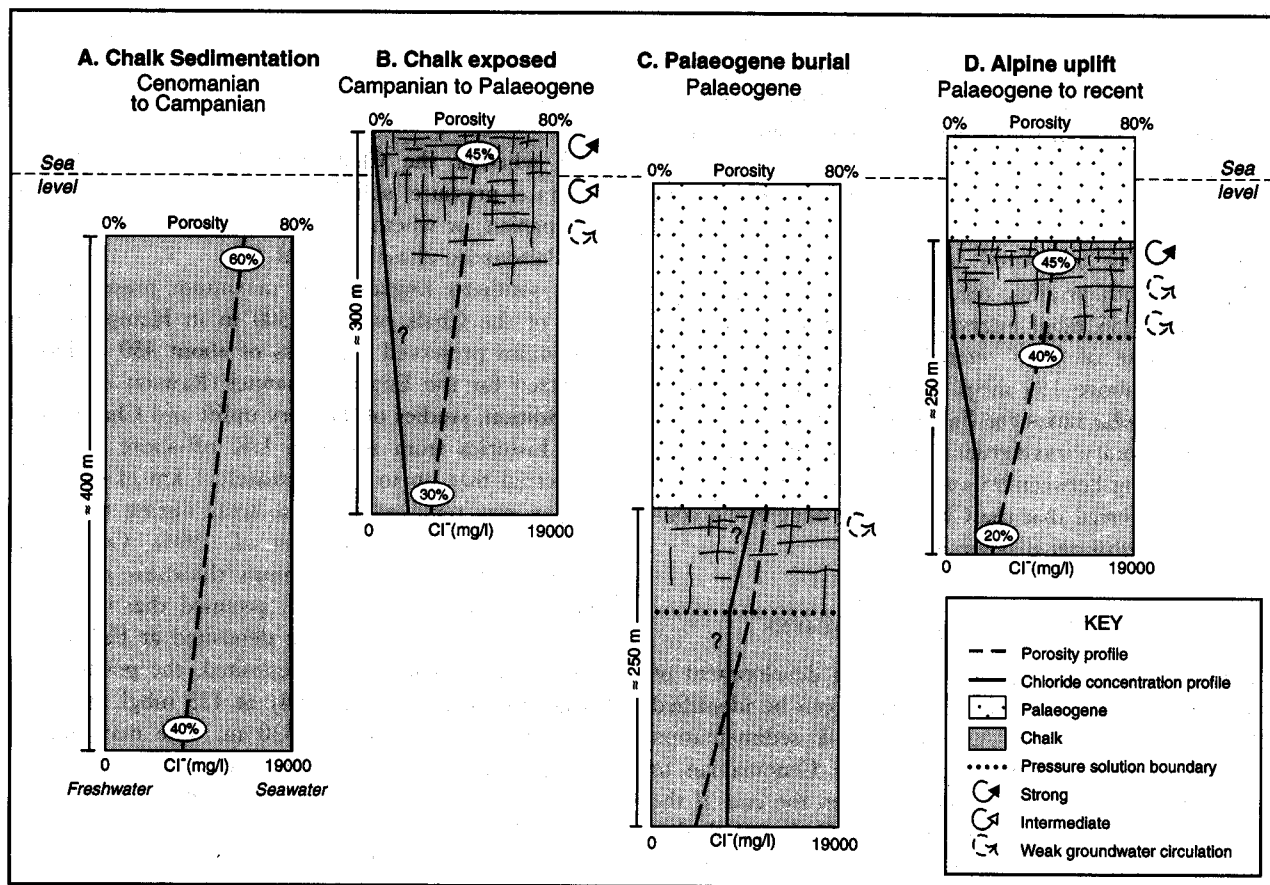 A. Chalk Sedimentation
Cenomanian
to Campanian
Sea
level
0% Porosity 80%
60%
≈ 400 m
40%
0 Cl⁻(mg/l) 19000
Freshwater Seawater
B. Chalk exposed
Campanian to Palaeogene
0% Porosity 80%
45%
≈ 300 m
?
30%
0 Cl⁻(mg/l) 19000
C. Palaeogene burial
Palaeogene
0% Porosity 80%
?
≈ 250 m
?
0 Cl⁻(mg/l) 19000
D. Alpine uplift
Palaeogene to recent
0% Porosity 80%
Sea
level
45%
40%
≈ 250 m
20%
0 Cl⁻(mg/l) 19000
KEY
Porosity profile
Chloride concentration profile
Palaeogene
Chalk
Pressure solution boundary
Strong
Intermediate
Weak groundwater circulation